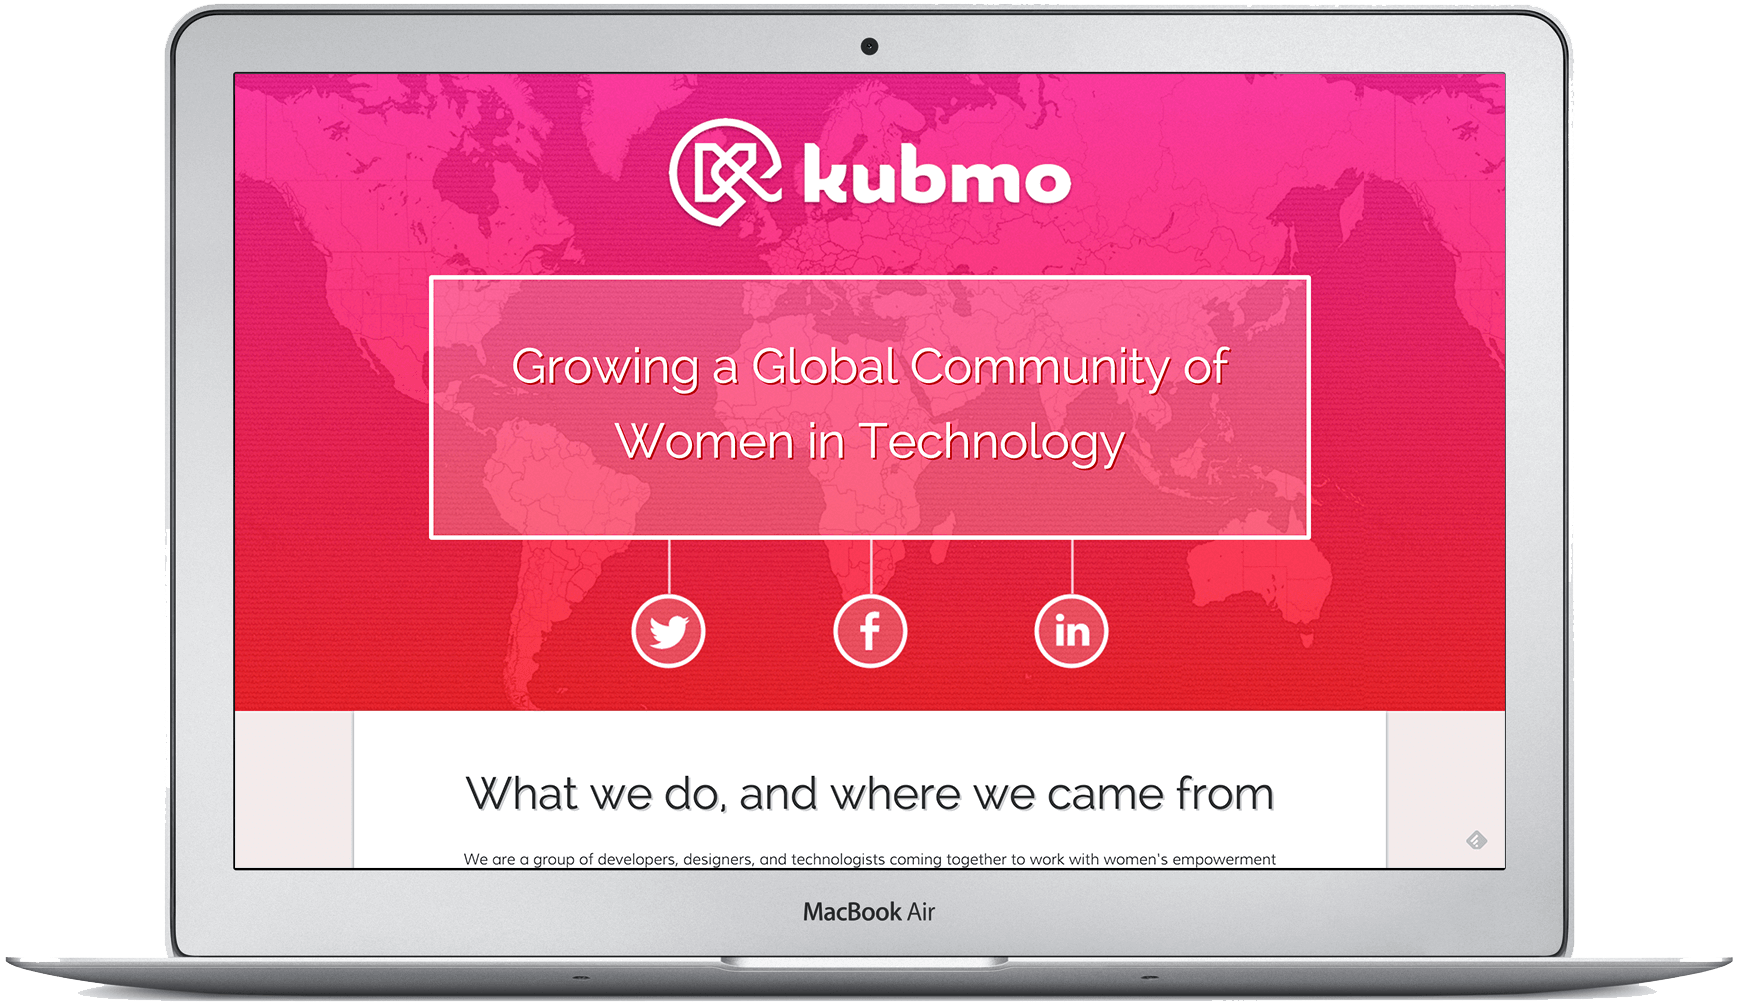 kubmo
Growing a Global Community of
Women in Technology
f
in
What we do, and where we came from
We are a group of developers, designers, and technologists coming together to work with women's empowerment
MacBook Air